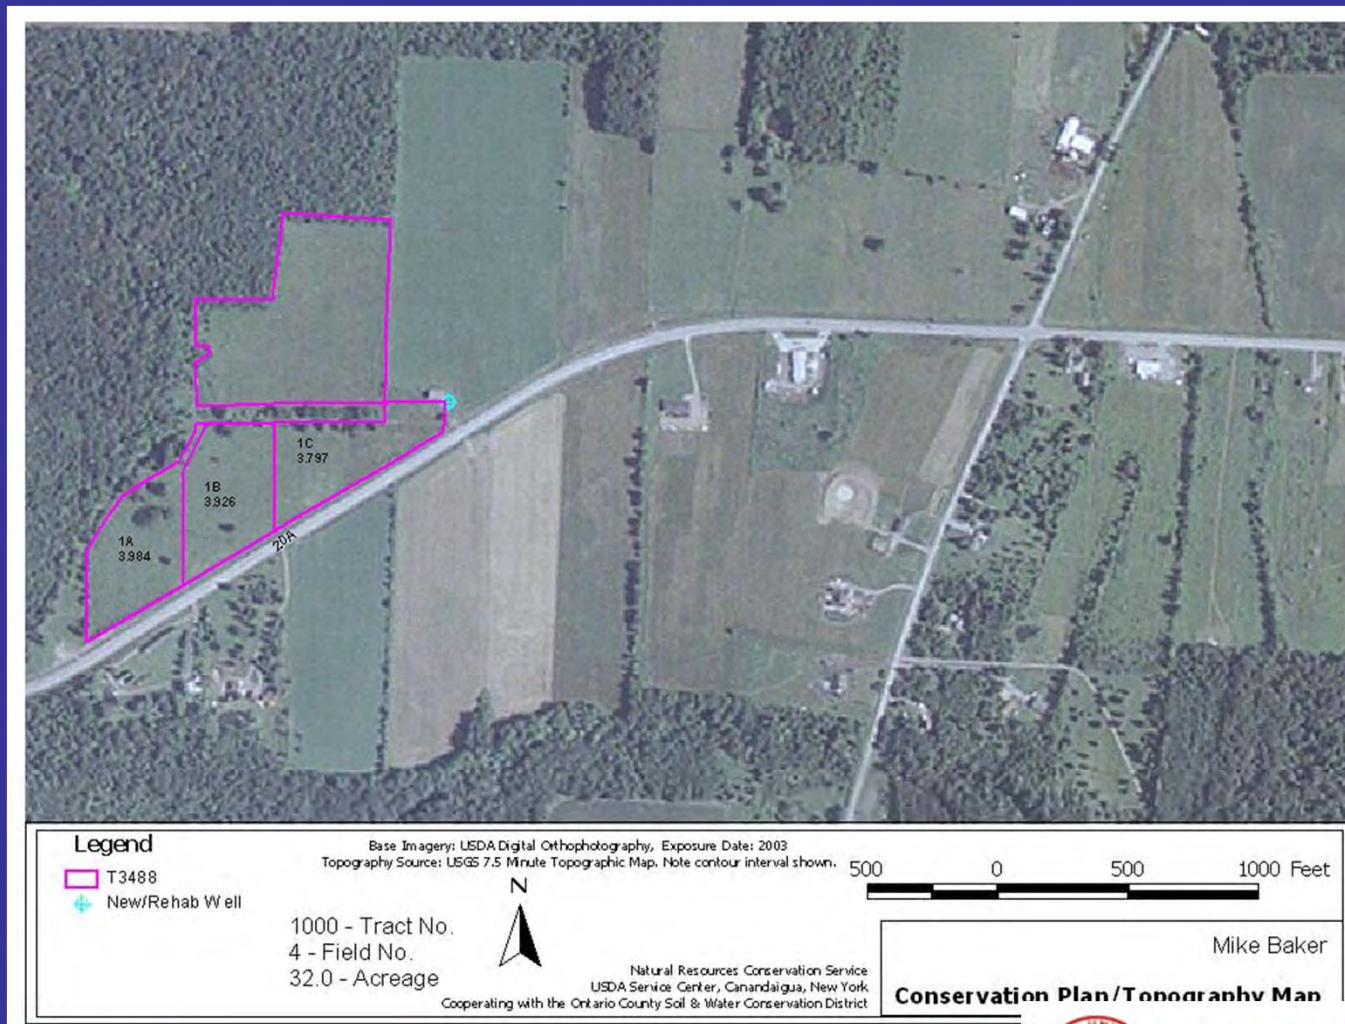 1C
3.797
1B
3.926
1A
3.984
20A
Legend
T3488
New/Rehab Well
Base Imagery: USDA Digital Orthophotography, Exposure Date: 2003
Topography Source: USGS 7.5 Minute Topographic Map. Note contour interval shown.
N
1000 - Tract No.
4 - Field No.
32.0 - Acreage
500 0 500 1000 Feet
Natural Resources Conservation Service
USDA Service Center, Canandaigua, New York
Cooperating with the Ontario County Soil & Water Conservation District
Mike Baker
Conservation Plan/Topography Map